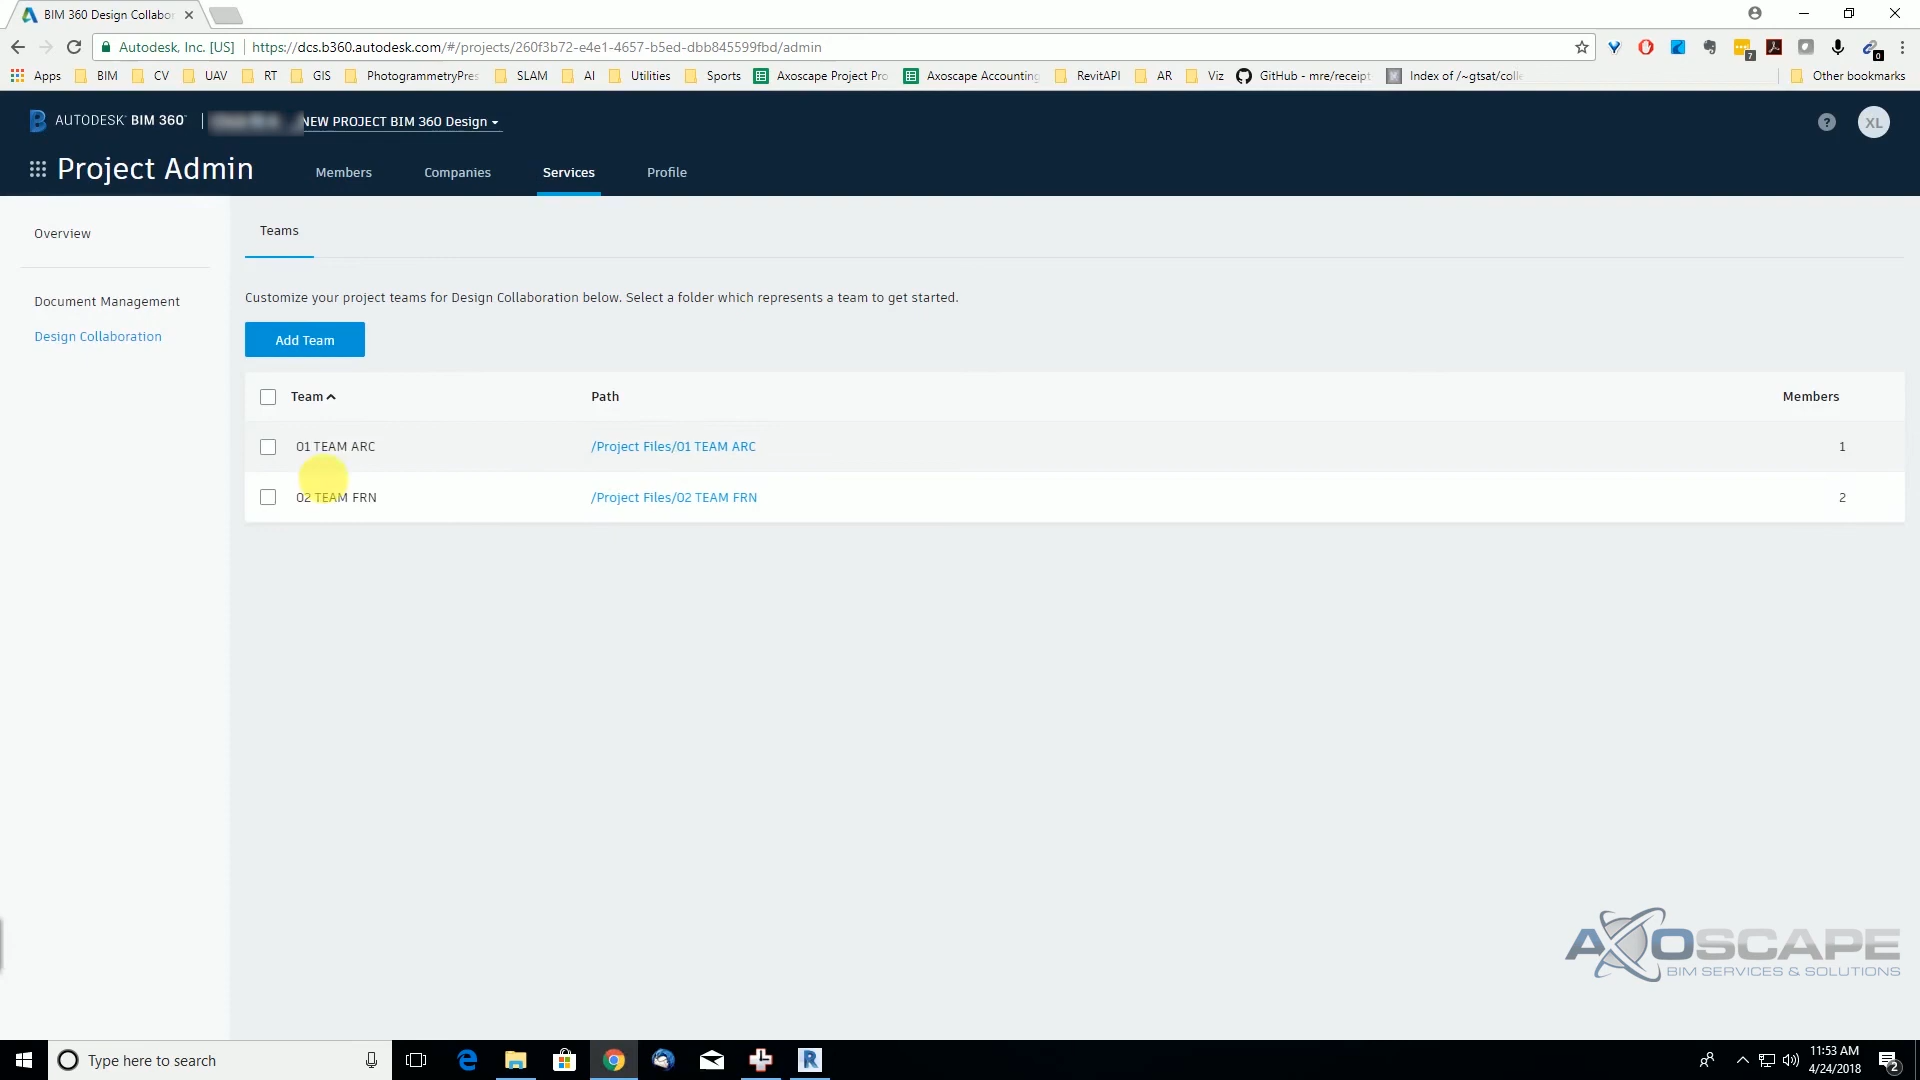 BIM 360 Design Collabor
Autodesk, Inc. [US] https://dcs.b360.autodesk.com/#/projects/260f3b72-e4e1-4657-b5ed-dbb845599fbd/admin
Apps BIM CV UAV RT GIS PhotogrammetryPres SLAM AI Utilities Sports Axoscape Project Pro Axoscape Accounting RevitAPI AR Viz GitHub - mre/receipt Index of /~gtsat/colle Other bookmarks
AUTODESK® BIM 360™ NEW PROJECT BIM 360 Design
? XL
Project Admin Members Companies Services Profile
Overview
Document Management
Design Collaboration
Teams
Customize your project teams for Design Collaboration below. Select a folder which represents a team to get started.
Add Team
Team Path Members
01 TEAM ARC /Project Files/01 TEAM ARC 1
02 TEAM FRN /Project Files/02 TEAM FRN 2
AXOSCAPE
BIM SERVICES & SOLUTIONS
Type here to search
11:53 AM
4/24/2018
2